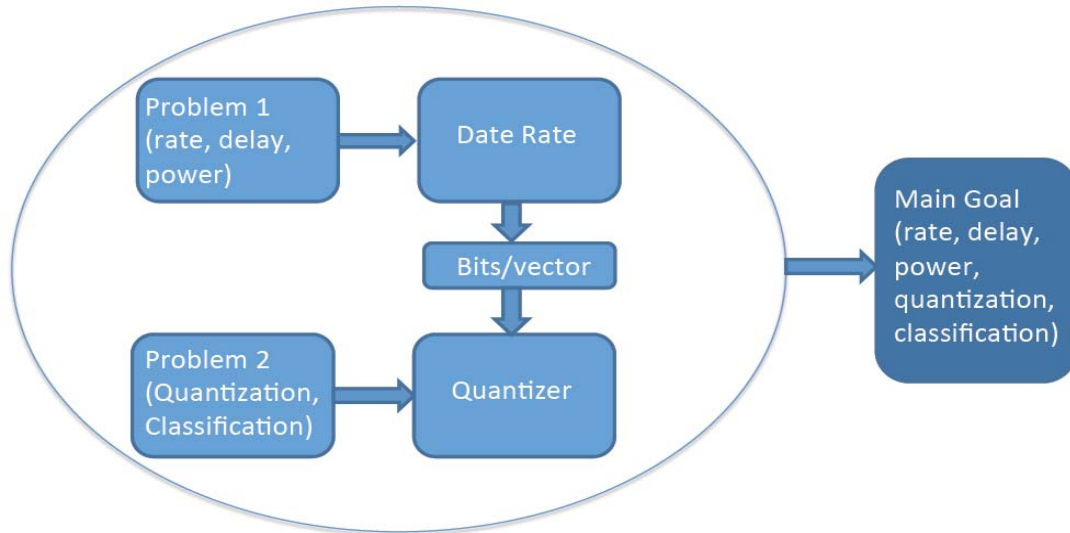 Problem 1
(rate, delay,
power)
Date Rate
Bits/vector
Problem 2
(Quantization,
Classification)
Quantizer
Main Goal
(rate, delay,
power,
quantization,
classification)